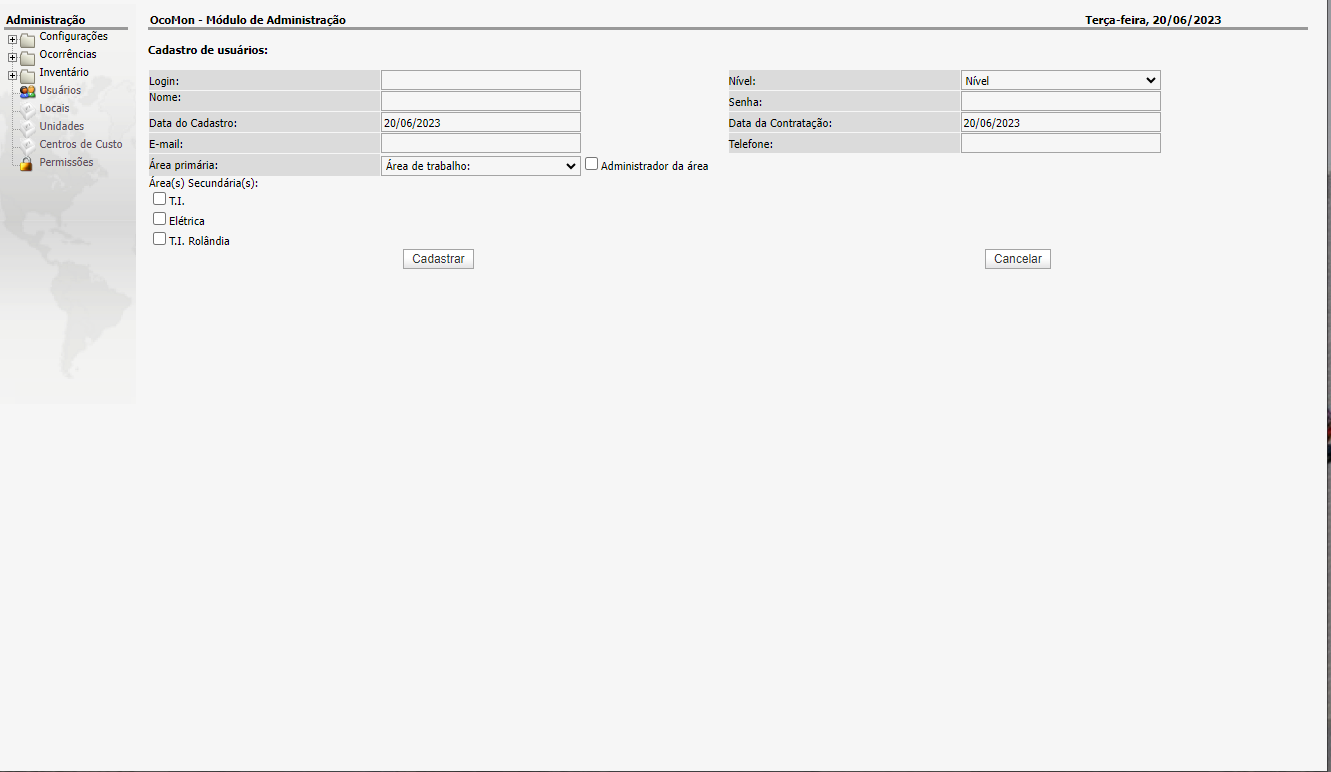 Administração
Configurações
Ocorrências
Inventário
Usuários
Locais
Unidades
Centros de Custo
Permissões
OcoMon - Módulo de Administração Terça-feira, 20/06/2023
Cadastro de usuários:
Login: Nível: Nível
Nome: Senha:
Data do Cadastro: 20/06/2023 Data da Contratação: 20/06/2023
E-mail: Telefone:
Área primária: Área de trabalho: Administrador da área
Área(s) Secundária(s):
T.I.
Elétrica
T.I. Rolândia
Cadastrar Cancelar